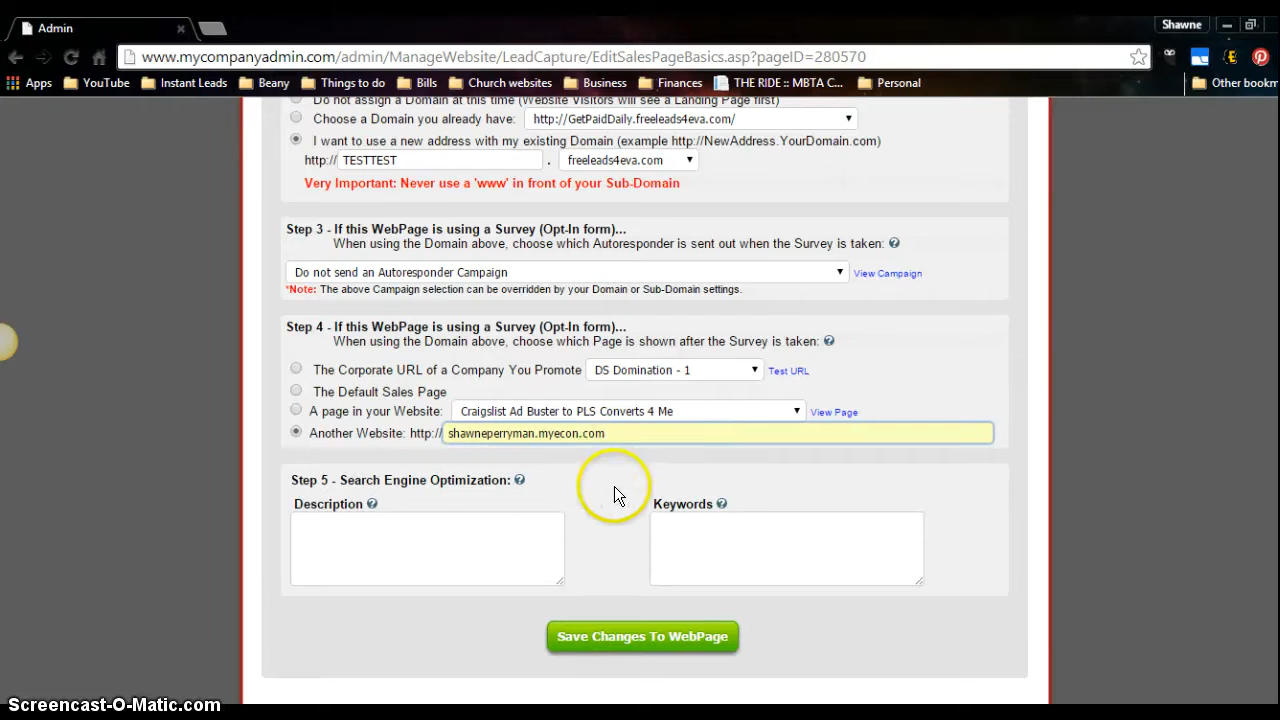 Admin
Shawne
www.mycompanyadmin.com/admin/ManageWebsite/LeadCapture/EditSalesPageBasics.asp?pageID=280570
Apps YouTube Instant Leads Beany Things to do Bills Church websites Business Finances THE RIDE :: MBTA C... Personal Other bookm
Do not assign a Domain at this time (Website Visitors will see a Landing Page first)
Choose a Domain you already have: http://GetPaidDaily.freeleads4eva.com/
I want to use a new address with my existing Domain (example http://NewAddress.YourDomain.com)
http:// TESTTEST . freeleads4eva.com
Very Important: Never use a 'www' in front of your Sub-Domain
Step 3 - If this WebPage is using a Survey (Opt-In form)...
When using the Domain above, choose which Autoresponder is sent out when the Survey is taken: ?
Do not send an Autoresponder Campaign View Campaign
*Note: The above Campaign selection can be overridden by your Domain or Sub-Domain settings.
Step 4 - If this WebPage is using a Survey (Opt-In form)...
When using the Domain above, choose which Page is shown after the Survey is taken: ?
The Corporate URL of a Company You Promote DS Domination - 1 Test URL
The Default Sales Page
A page in your Website: Craigslist Ad Buster to PLS Converts 4 Me View Page
Another Website: http:// shawneperryman.myecon.com
Step 5 - Search Engine Optimization: ?
Description ? Keywords ?
Save Changes To WebPage
Screencast-O-Matic.com